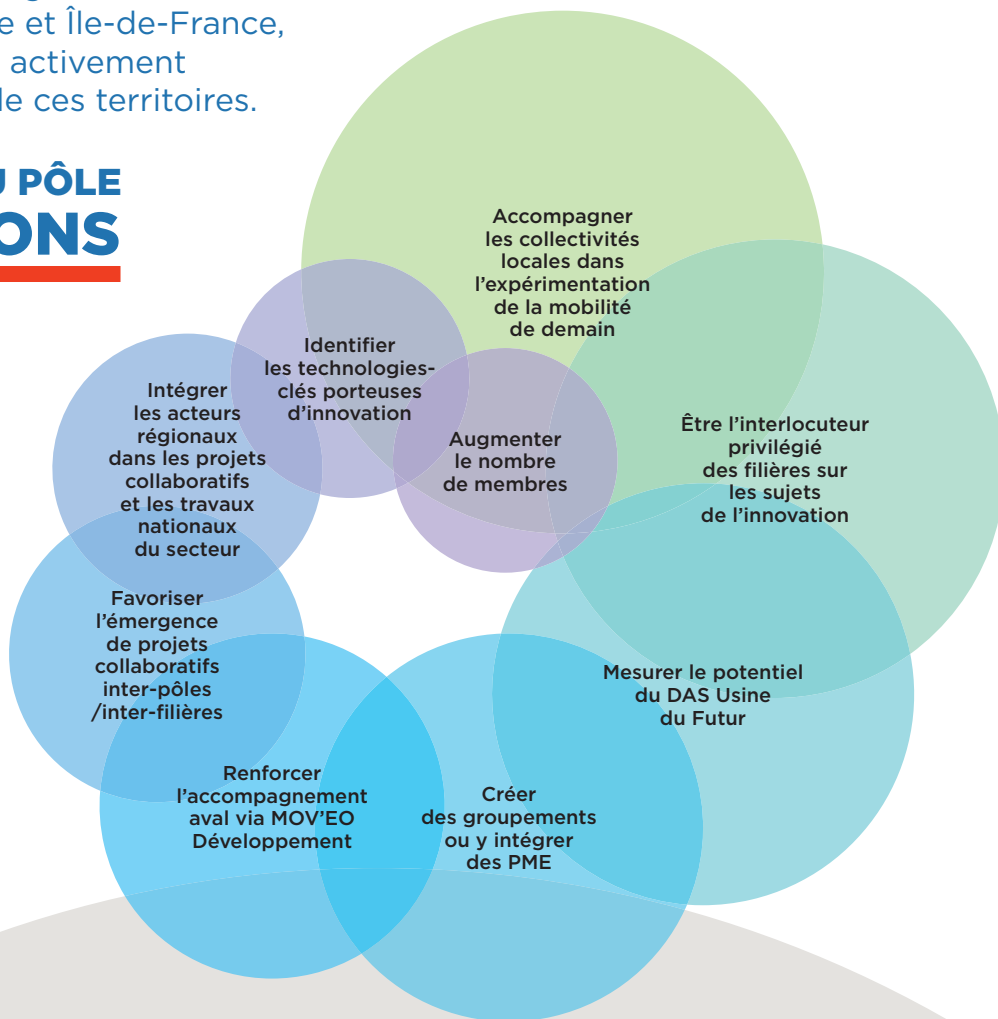 e et Île-de-France,
activement
de ces territoires.
U PÔLE
ONS
Accompagner
les collectivités
locales dans
l’expérimentation
de la mobilité
de demain
Identifier
les technologies-
clés porteuses
d’innovation
Intégrer
les acteurs
régionaux
dans les projets
collaboratifs
et les travaux
nationaux
du secteur
Augmenter
le nombre
de membres
Être l’interlocuteur
privilégié
des filières sur
les sujets
de l’innovation
Favoriser
l’émergence
de projets
collaboratifs
inter-pôles
/inter-filières
Mesurer le potentiel
du DAS Usine
du Futur
Renforcer
l’accompagnement
aval via MOV’EO
Développement
Créer
des groupements
ou y intégrer
des PME